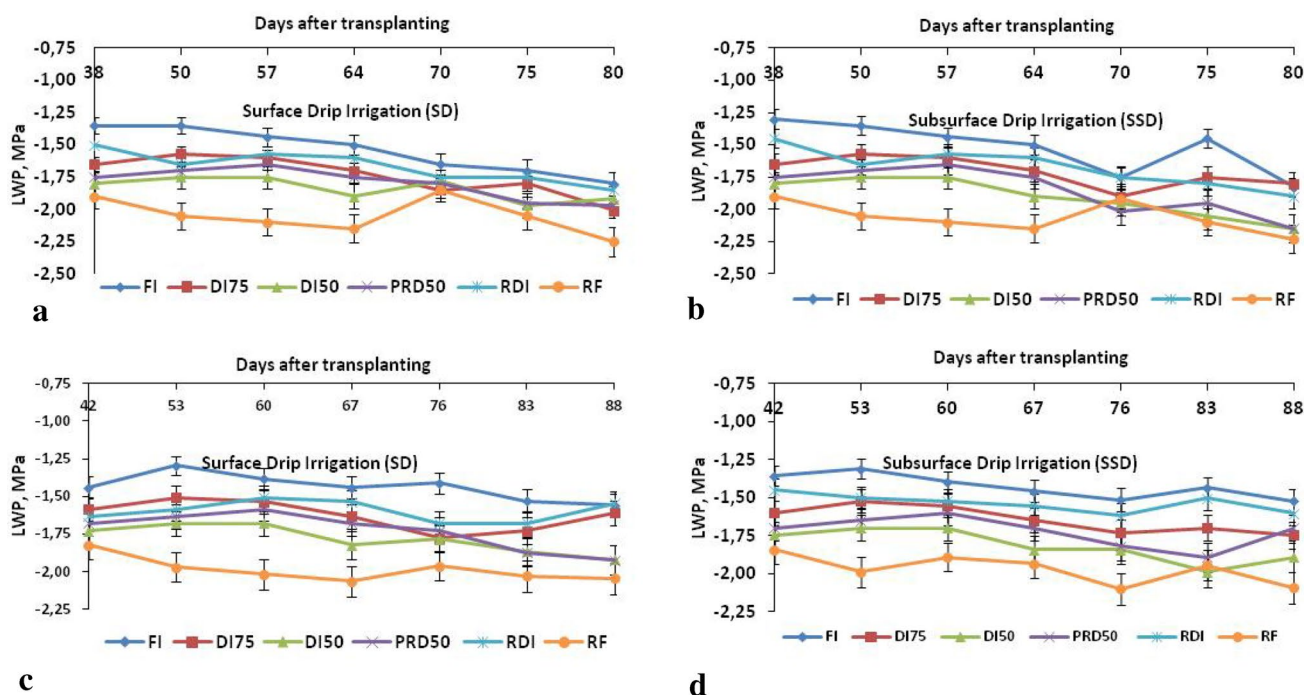 Days after transplanting
-0,75
38 50 57 64 70 75 80
-1,00
-1,25
Surface Drip Irrigation (SD)
-1,50
-1,75
-2,00
-2,25
-2,50
LWP, MPa
FI DI75 DI50 PRD50 RDI RF
a
Days after transplanting
-0,75
38 50 57 64 70 75 80
-1,00
-1,25
Subsurface Drip Irrigation (SSD)
-1,50
-1,75
-2,00
-2,25
-2,50
LWP, MPa
FI DI75 DI50 PRD50 RDI RF
b
Days after transplanting
-0,75
42 53 60 67 76 83 88
-1,00
-1,25
Surface Drip Irrigation (SD)
-1,50
-1,75
-2,00
-2,25
LWP, MPa
FI DI75 DI50 PRD50 RDI RF
c
Days after transplanting
-0,75
42 53 60 67 76 83 88
-1,00
-1,25
Subsurface Drip Irrigation (SSD)
-1,50
-1,75
-2,00
-2,25
LWP, MPa
FI DI75 DI50 PRD50 RDI RF
d